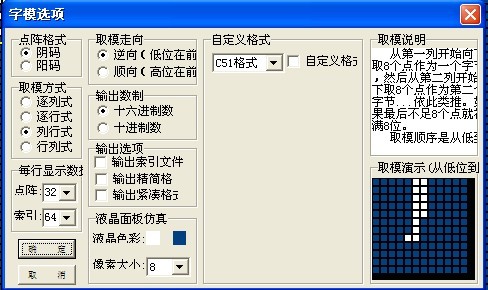 字模选项
点阵格式
阴码
阳码
取模方式
逐列式
逐行式
列行式
行列式
每行显示数据
点阵: 32
索引: 64
确 定
取 消
取模走向
逆向(低位在前
顺向(高位在前
输出数制
十六进制数
十进制数
输出选项
输出索引文件
输出精简格
输出紧凑格式
液晶面板仿真
液晶色彩:
像素大小: 8
自定义格式
C51格式
自定义格式
取模说明
从第一列开始向下
取8个点作为一个字节
,然后从第二列开始
下取8个点作为第二个
字节...依此类推。如
果最后不足8个点就补
满8位。
取模顺序是从低到
取模演示(从低位到